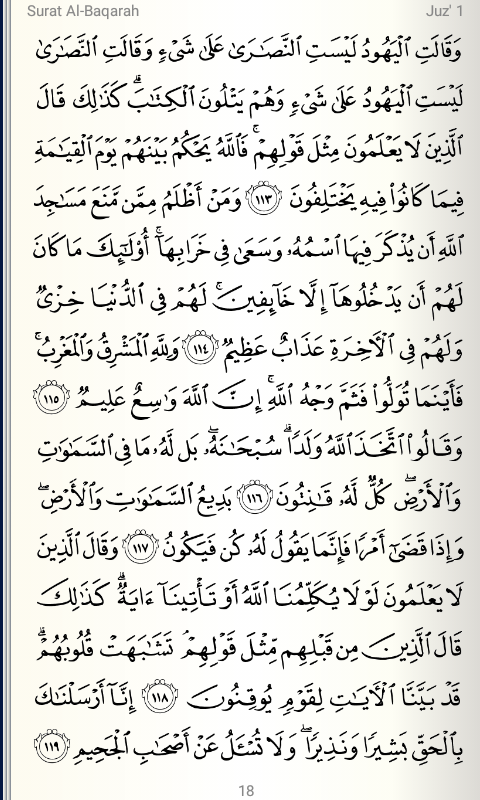 Surat Al-Baqarah Juz' 1
وَقَالَتِ ٱلْيَهُودُ لَيْسَتِ ٱلنَّصَـٰرَىٰ عَلَىٰ شَىْءٍ وَقَالَتِ ٱلنَّصَـٰرَىٰ
لَيْسَتِ ٱلْيَهُودُ عَلَىٰ شَىْءٍ وَهُمْ يَتْلُونَ ٱلْكِتَـٰبَ ۗ كَذَٰلِكَ قَالَ
ٱلَّذِينَ لَا يَعْلَمُونَ مِثْلَ قَوْلِهِمْ ۚ فَٱللَّهُ يَحْكُمُ بَيْنَهُمْ يَوْمَ ٱلْقِيَـٰمَةِ
فِيمَا كَانُوا۟ فِيهِ يَخْتَلِفُونَ ١١٣ وَمَنْ أَظْلَمُ مِمَّن مَّنَعَ مَسَـٰجِدَ
ٱللَّهِ أَن يُذْكَرَ فِيهَا ٱسْمُهُۥ وَسَعَىٰ فِى خَرَابِهَآ ۚ أُو۟لَـٰٓئِكَ مَا كَانَ
لَهُمْ أَن يَدْخُلُوهَآ إِلَّا خَآئِفِينَ ۚ لَهُمْ فِى ٱلدُّنْيَا خِزْىٌ
وَلَهُمْ فِى ٱلْـَٔاخِرَةِ عَذَابٌ عَظِيمٌ ١١٤ وَلِلَّهِ ٱلْمَشْرِقُ وَٱلْمَغْرِبُ ۚ
فَأَيْنَمَا تُوَلُّوا۟ فَثَمَّ وَجْهُ ٱللَّهِ ۚ إِنَّ ٱللَّهَ وَٰسِعٌ عَلِيمٌ ١١٥
وَقَالُوا۟ ٱتَّخَذَ ٱللَّهُ وَلَدًا ۗ سُبْحَـٰنَهُۥ ۖ بَل لَّهُۥ مَا فِى ٱلسَّمَـٰوَٰتِ
وَٱلْأَرْضِ ۖ كُلٌّ لَّهُۥ قَـٰنِتُونَ ١١٦ بَدِيعُ ٱلسَّمَـٰوَٰتِ وَٱلْأَرْضِ ۖ
وَإِذَا قَضَىٰٓ أَمْرًا فَإِنَّمَا يَقُولُ لَهُۥ كُن فَيَكُونُ ١١٧ وَقَالَ ٱلَّذِينَ
لَا يَعْلَمُونَ لَوْلَا يُكَلِّمُنَا ٱللَّهُ أَوْ تَأْتِينَآ ءَايَةٌ ۗ كَذَٰلِكَ
قَالَ ٱلَّذِينَ مِن قَبْلِهِم مِّثْلَ قَوْلِهِمْ ۘ تَشَـٰبَهَتْ قُلُوبُهُمْ ۗ
قَدْ بَيَّنَّا ٱلْـَٔايَـٰتِ لِقَوْمٍ يُوقِنُونَ ١١٨ إِنَّآ أَرْسَلْنَـٰكَ
بِٱلْحَقِّ بَشِيرًا وَنَذِيرًا ۖ وَلَا تُسْـَٔلُ عَنْ أَصْحَـٰبِ ٱلْجَحِيمِ ١١٩
18